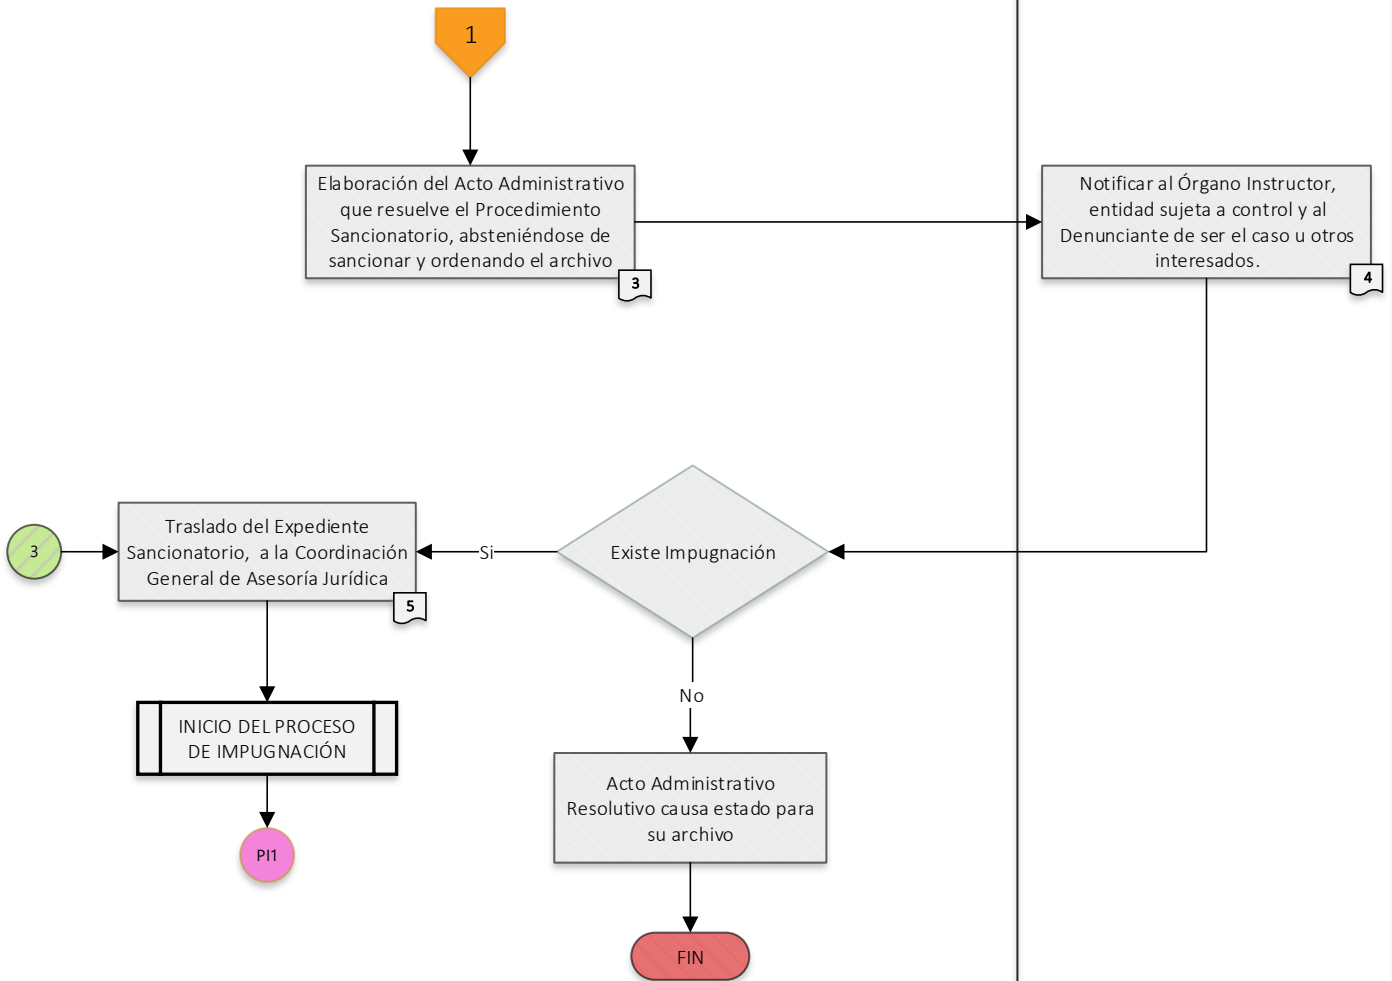 1
Elaboración del Acto Administrativo
que resuelve el Procedimiento
Sancionatorio, absteniéndose de
sancionar y ordenando el archivo
3
Notificar al Órgano Instructor,
entidad sujeta a control y al
Denunciante de ser el caso u otros
interesados.
4
3
Traslado del Expediente
Sancionatorio, a la Coordinación
General de Asesoría Jurídica
5
Si
Existe Impugnación
No
INICIO DEL PROCESO
DE IMPUGNACIÓN
PI1
Acto Administrativo
Resolutivo causa estado para
su archivo
FIN